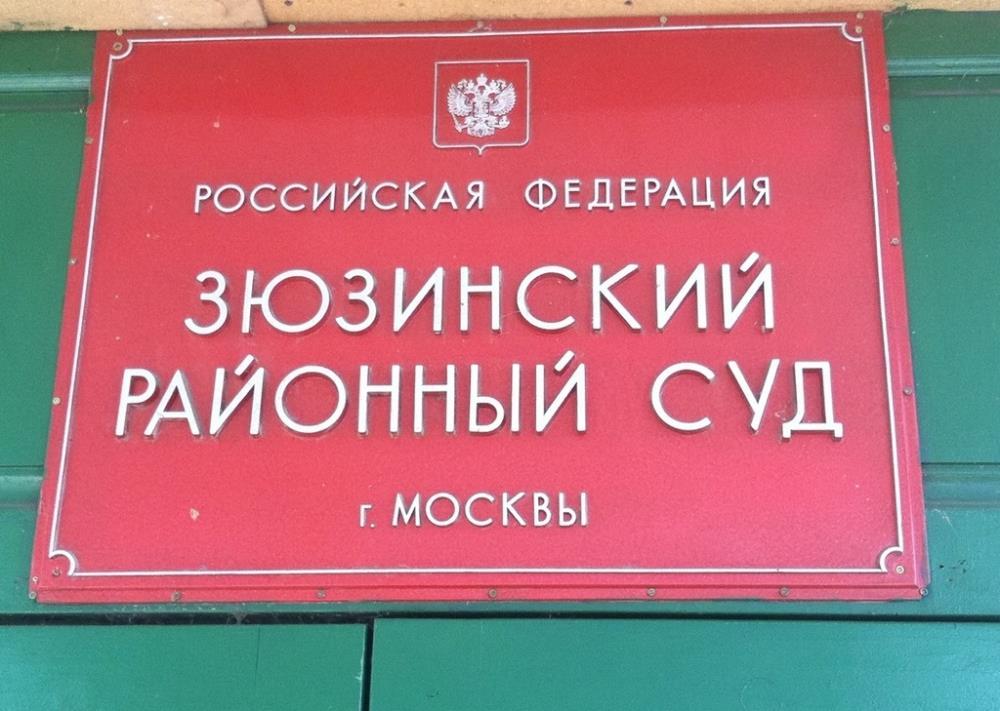 РОССИЙСКАЯ ФЕДЕРАЦИЯ
ЗЮЗИНСКИЙ
РАЙОННЫЙ СУД
г. МОСКВЫ